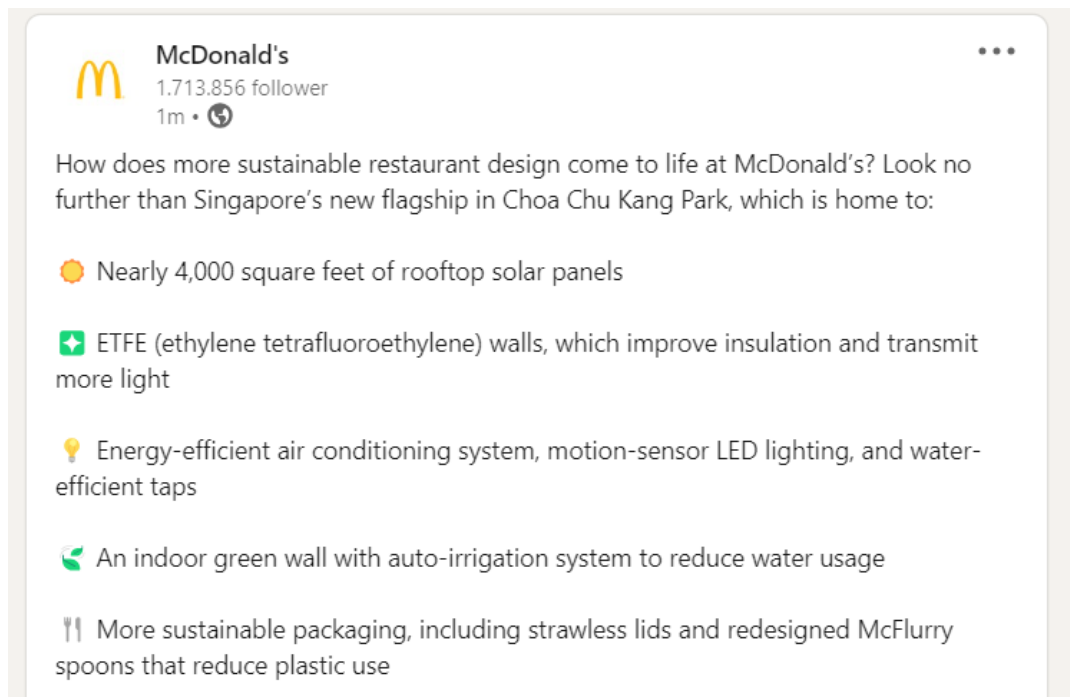 McDonald's
1.713.856 follower
1m •
How does more sustainable restaurant design come to life at McDonald's? Look no
further than Singapore's new flagship in Choa Chu Kang Park, which is home to:
Nearly 4,000 square feet of rooftop solar panels
ETFE (ethylene tetrafluoroethylene) walls, which improve insulation and transmit
more light
Energy-efficient air conditioning system, motion-sensor LED lighting, and water-
efficient taps
An indoor green wall with auto-irrigation system to reduce water usage
More sustainable packaging, including strawless lids and redesigned McFlurry
spoons that reduce plastic use